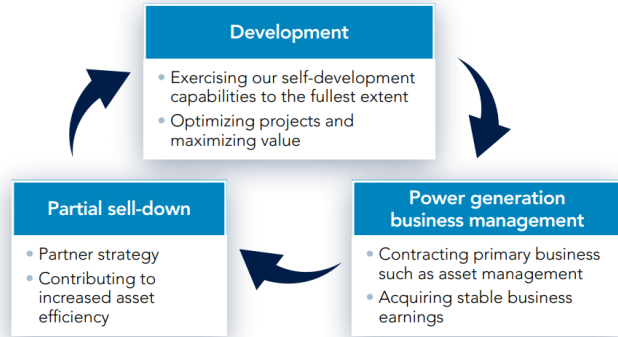 Development
• Exercising our self-development
capabilities to the fullest extent
• Optimizing projects and
maximizing value
Partial sell-down
• Partner strategy
• Contributing to
increased asset
efficiency
Power generation
business management
• Contracting primary business
such as asset management
• Acquiring stable business
earnings